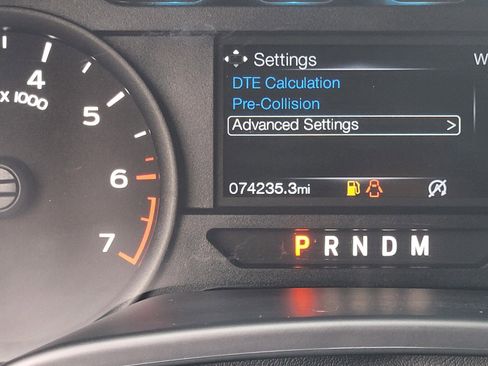 4
X 1000
5
6
7
Settings
W
DTE Calculation
Pre-Collision
Advanced Settings >
074235.3mi
P R N D M